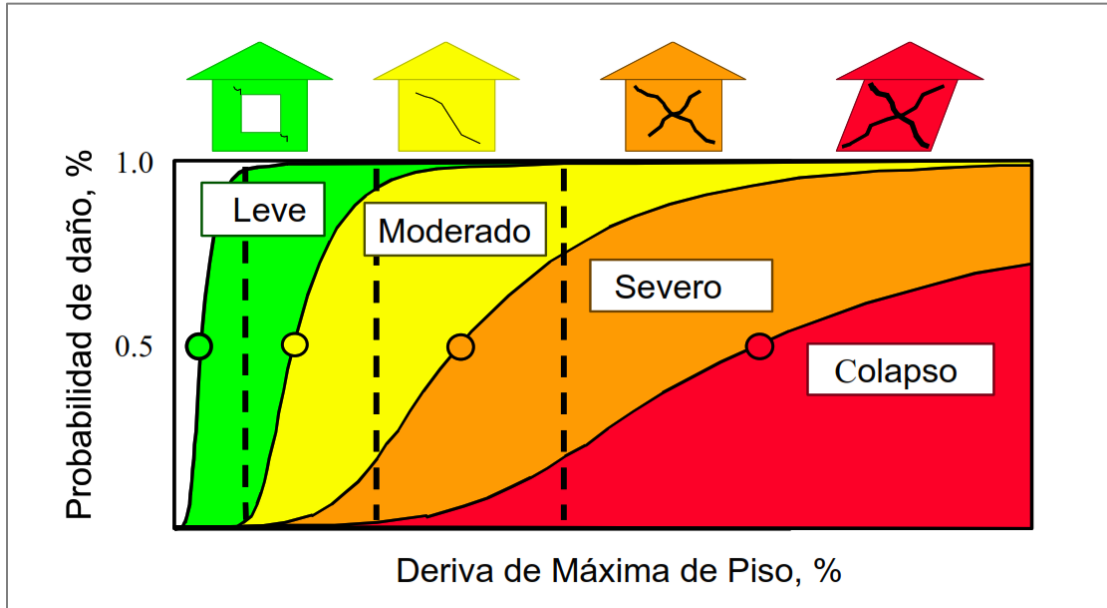 1.0
Leve
Moderado
Severo
0.5
Colapso
Probabilidad de daño, %
Deriva de Máxima de Piso, %